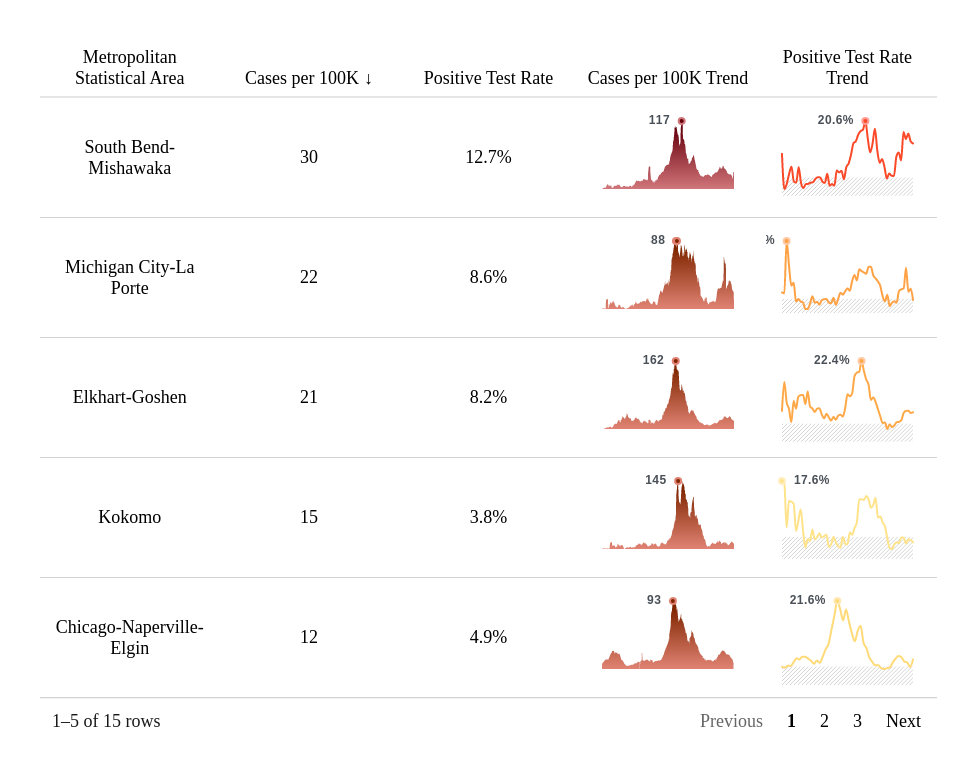 Metropolitan
Statistical Area
Cases per 100K ↓
Positive Test Rate
Cases per 100K Trend
Positive Test Rate
Trend
South Bend-
Mishawaka
30
12.7%
117
20.6%
Michigan City-La
Porte
22
8.6%
88
%
Elkhart-Goshen
21
8.2%
162
22.4%
Kokomo
15
3.8%
145
17.6%
Chicago-Naperville-
Elgin
12
4.9%
93
21.6%
1–5 of 15 rows
Previous 1 2 3 Next